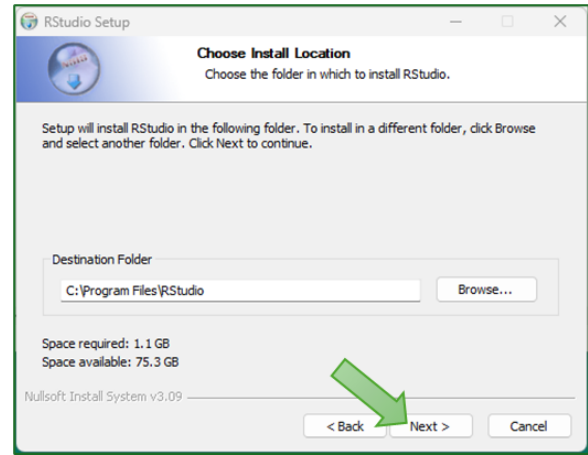 RStudio Setup
Choose Install Location
Choose the folder in which to install RStudio.
Setup will install RStudio in the following folder. To install in a different folder, click Browse
and select another folder. Click Next to continue.
Destination Folder
C:\Program Files\RStudio
Browse...
Space required: 1.1 GB
Space available: 75.3 GB
Nullsoft Install System v3.09
< Back
Next >
Cancel